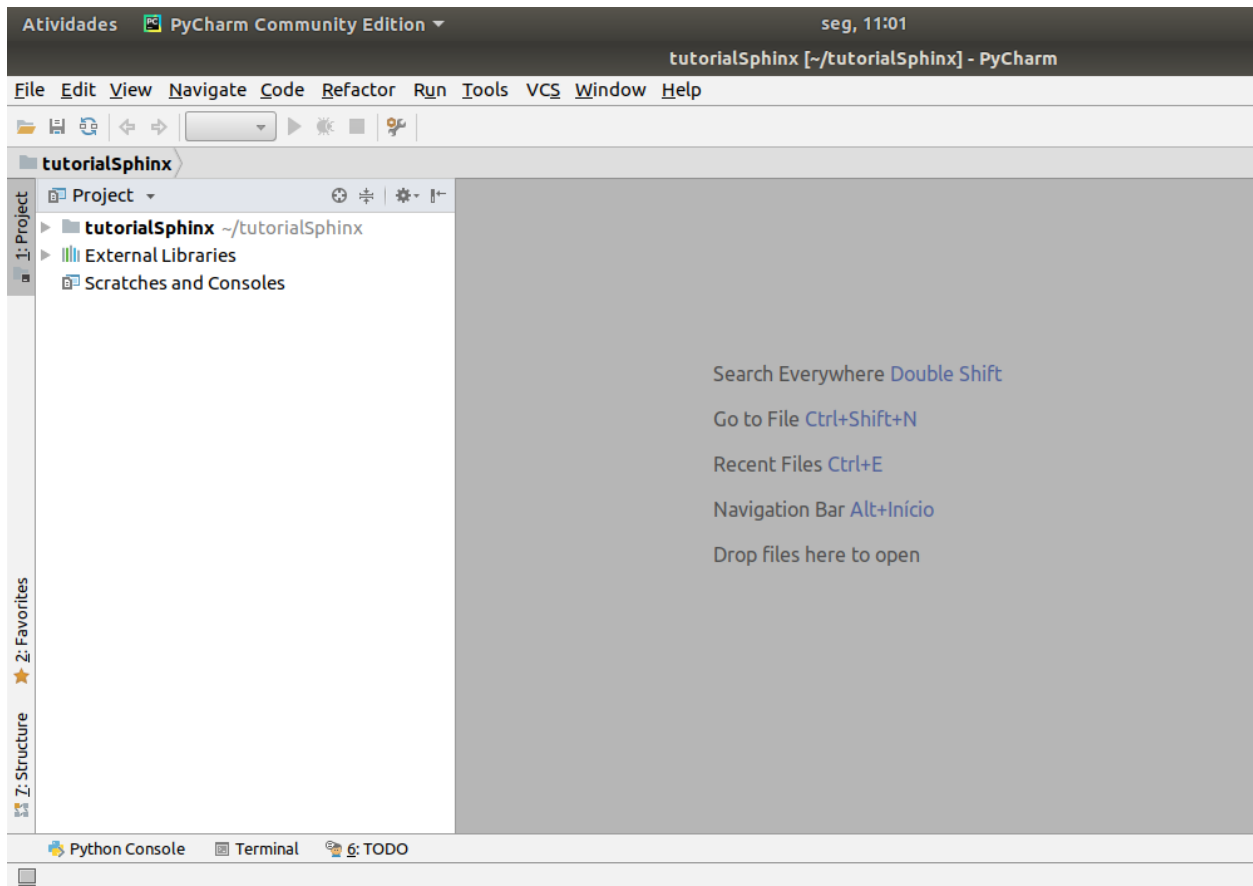 Atividades PyCharm Community Edition seg, 11:01
tutorialSphinx [~/tutorialSphinx] - PyCharm
File Edit View Navigate Code Refactor Run Tools VCS Window Help
tutorialSphinx
Project
1: Project
tutorialSphinx ~/tutorialSphinx
External Libraries
Scratches and Consoles
Search Everywhere Double Shift
Go to File Ctrl+Shift+N
Recent Files Ctrl+E
Navigation Bar Alt+Início
Drop files here to open
2: Favorites
7: Structure
Python Console Terminal 6: TODO